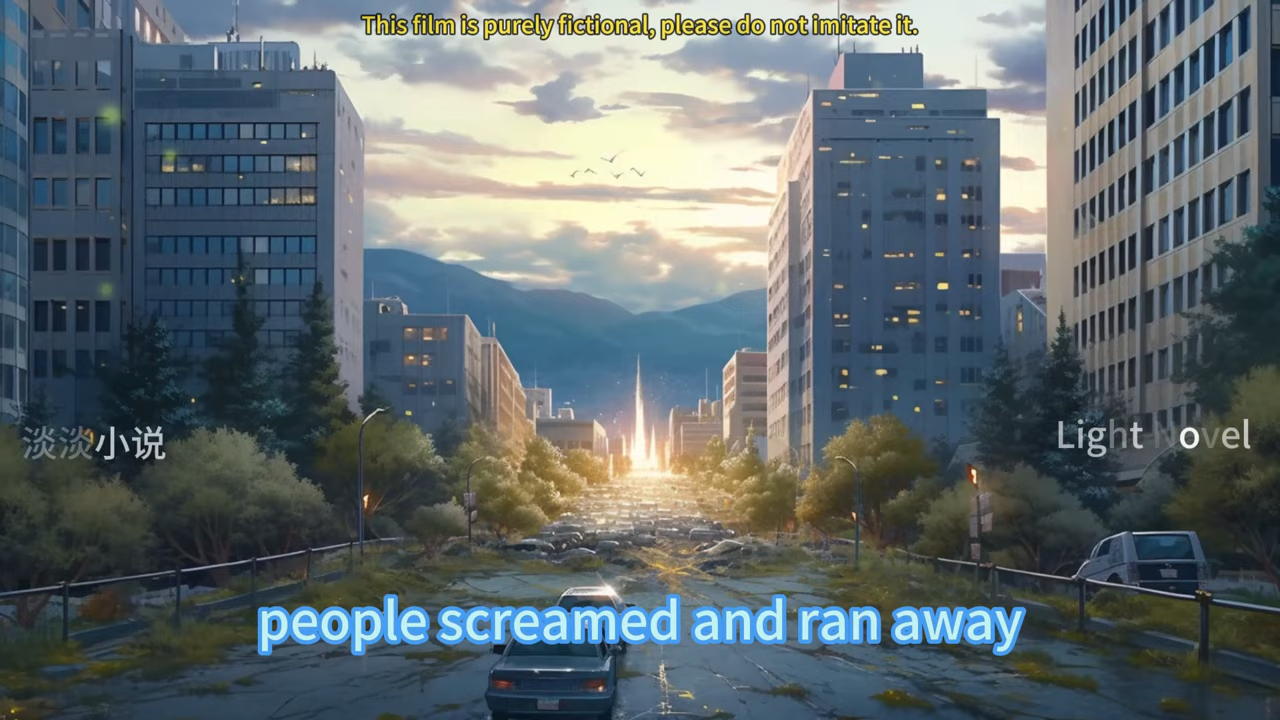 This film is purely fictional, please do not imitate it.
淡淡小说
Light Novel
people screamed and ran away